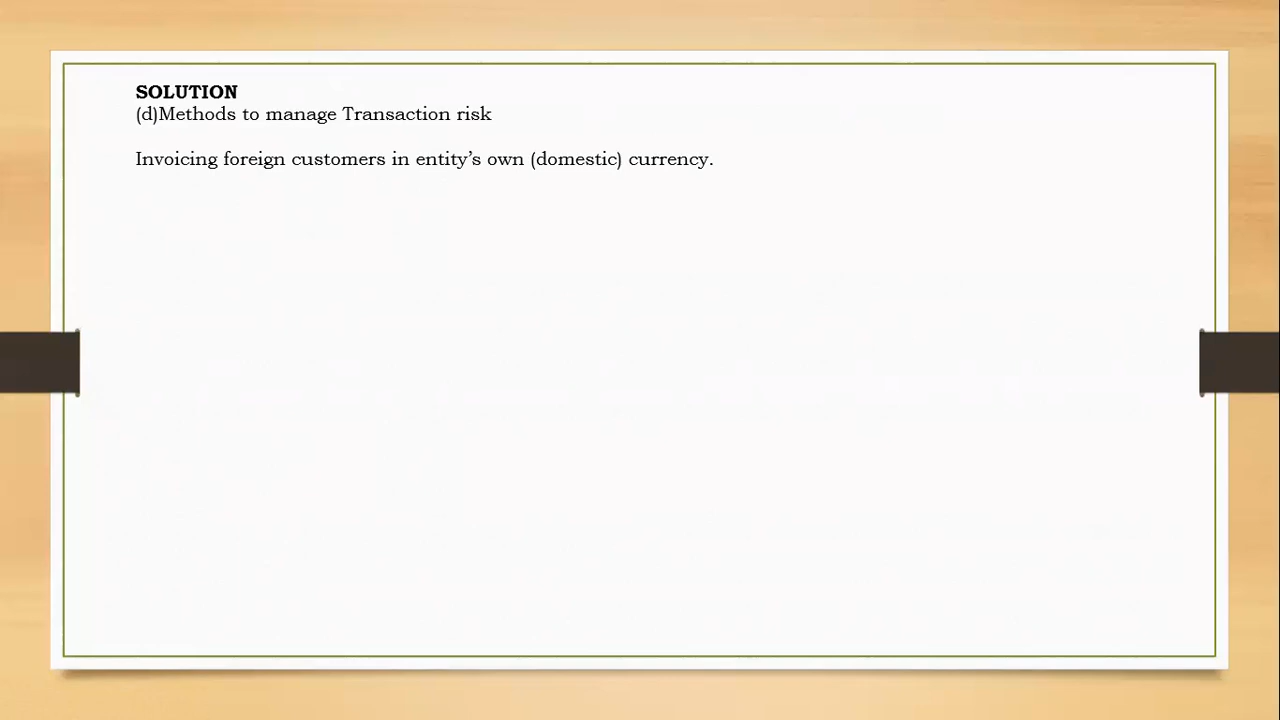 SOLUTION
(d)Methods to manage Transaction risk
Invoicing foreign customers in entity’s own (domestic) currency.